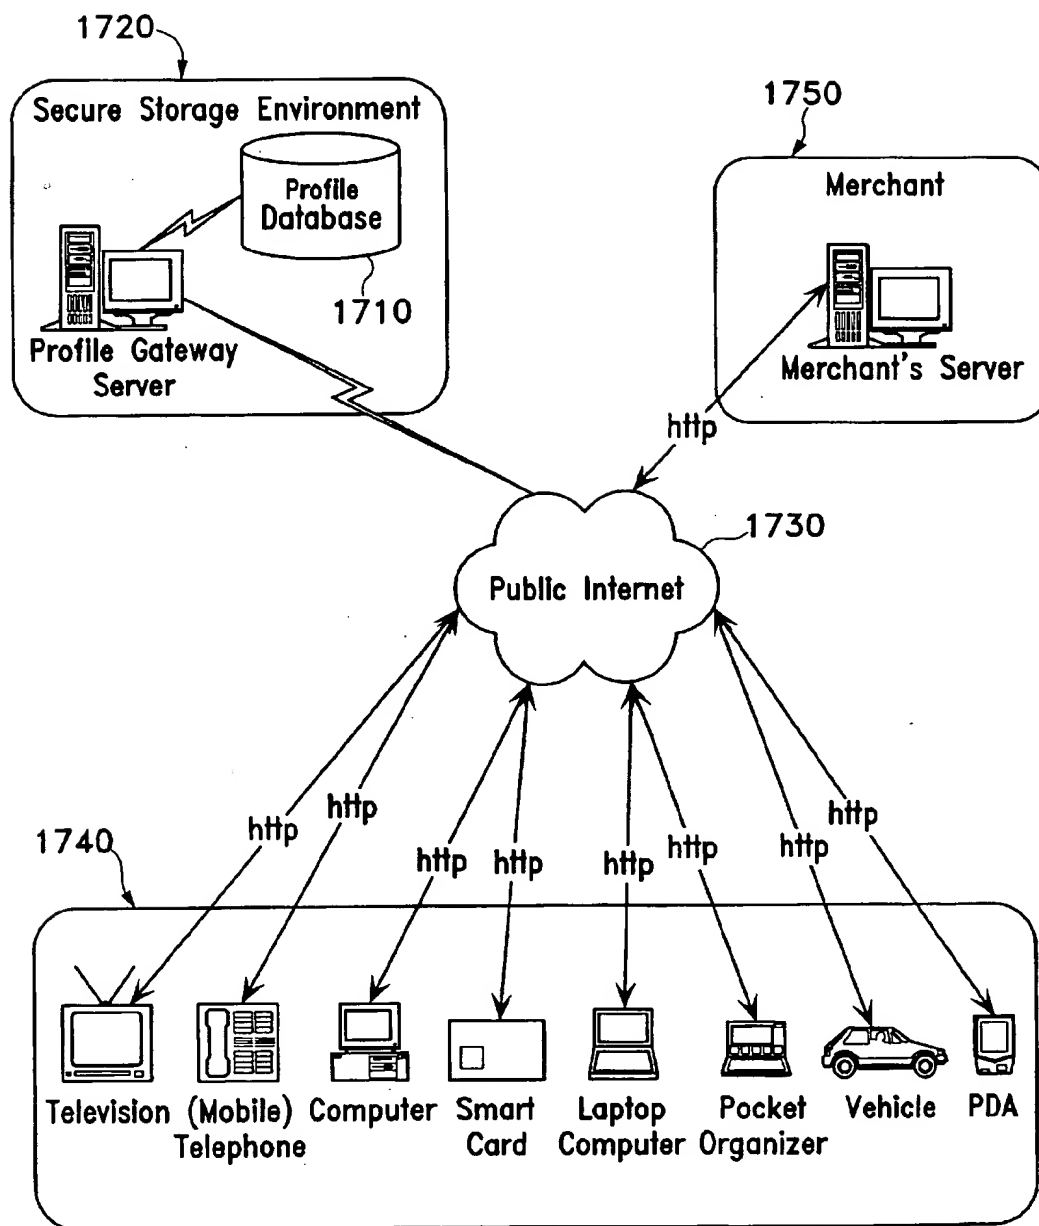 1720
Secure Storage Environment
Profile
Database
1710
Profile Gateway
Server
1750
Merchant
Merchant's Server
http
1730
Public Internet
http
http
http
http
http
http
http
http
1740
Television
(Mobile)
Telephone
Computer
Smart
Card
Laptop
Computer
Pocket
Organizer
Vehicle
PDA